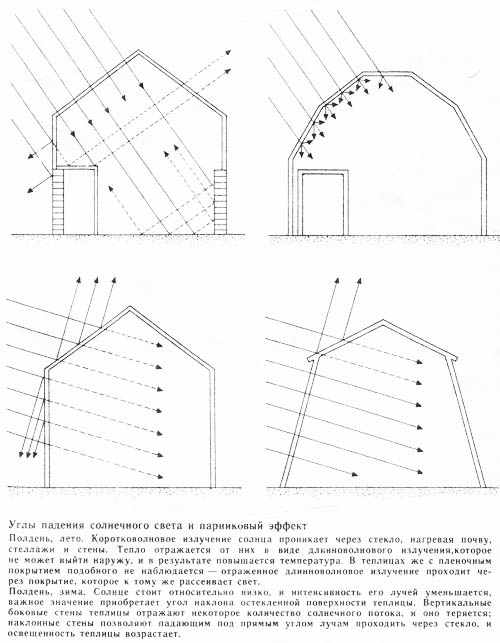 Углы падения солнечного света и парниковый эффект
Полдень, лето. Коротковолновое излучение солнца проникает через стекло, нагревая почву,
стеллажи и стены. Тепло отражается от них в виде длинноволнового излучения,которое
не может выйти наружу, и в результате повышается температура. В теплицах же с пленочным
покрытием подобного не наблюдается — отраженное длинноволновое излучение проходит че-
рез покрытие, которое к тому же рассеивает свет.
Полдень, зима. Солнце стоит относительно низко, и интенсивность его лучей уменьшается,
важное значение приобретает угол наклона остекленной поверхности теплицы. Вертикальные
боковые стены теплицы отражают некоторое количество солнечного потока, и оно теряется;
наклонные стены позволяют падающим под прямым углом лучам проходить через стекло, и
освещенность теплицы возрастает.